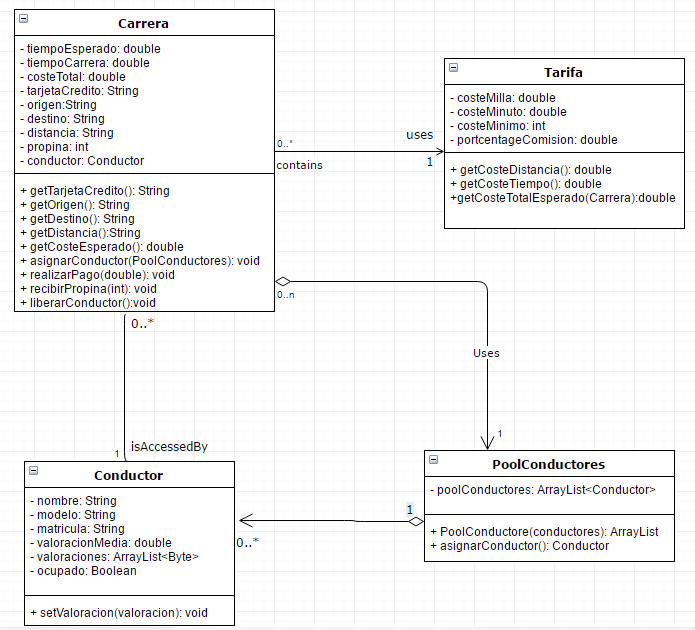 Carrera
- tiempoEsperado: double
- tiempoCarrera: double
- costeTotal: double
- tarjetaCredito: String
- origen:String
- destino: String
- distancia: String
- propina: int
- conductor: Conductor
+ getTarjetaCredito(): String
+ getOrigen(): String
+ getDestino(): String
+ getDistancia():String
+ getCosteEsperado(): double
+ asignarConductor(PoolConductores): void
+ realizarPago(double): void
+ recibirPropina(int): void
+ liberarConductor():void
0..*
contains
uses
1
Tarifa
- costeMilla: double
- costeMinuto: double
- costeMinimo: int
- portcentageComision: double
+ getCosteDistancia(): double
+ getCosteTiempo(): double
+getCosteTotalEsperado(Carrera):double
0..n
Uses
1
0..*
1
isAccessedBy
Conductor
- nombre: String
- modelo: String
- matricula: String
- valoracionMedia: double
- valoraciones: ArrayList<Byte>
- ocupado: Boolean
+ setValoracion(valoracion): void
0..*
1
PoolConductores
- poolConductores: ArrayList<Conductor>
+ PoolConductore(conductores): ArrayList
+ asignarConductor(): Conductor